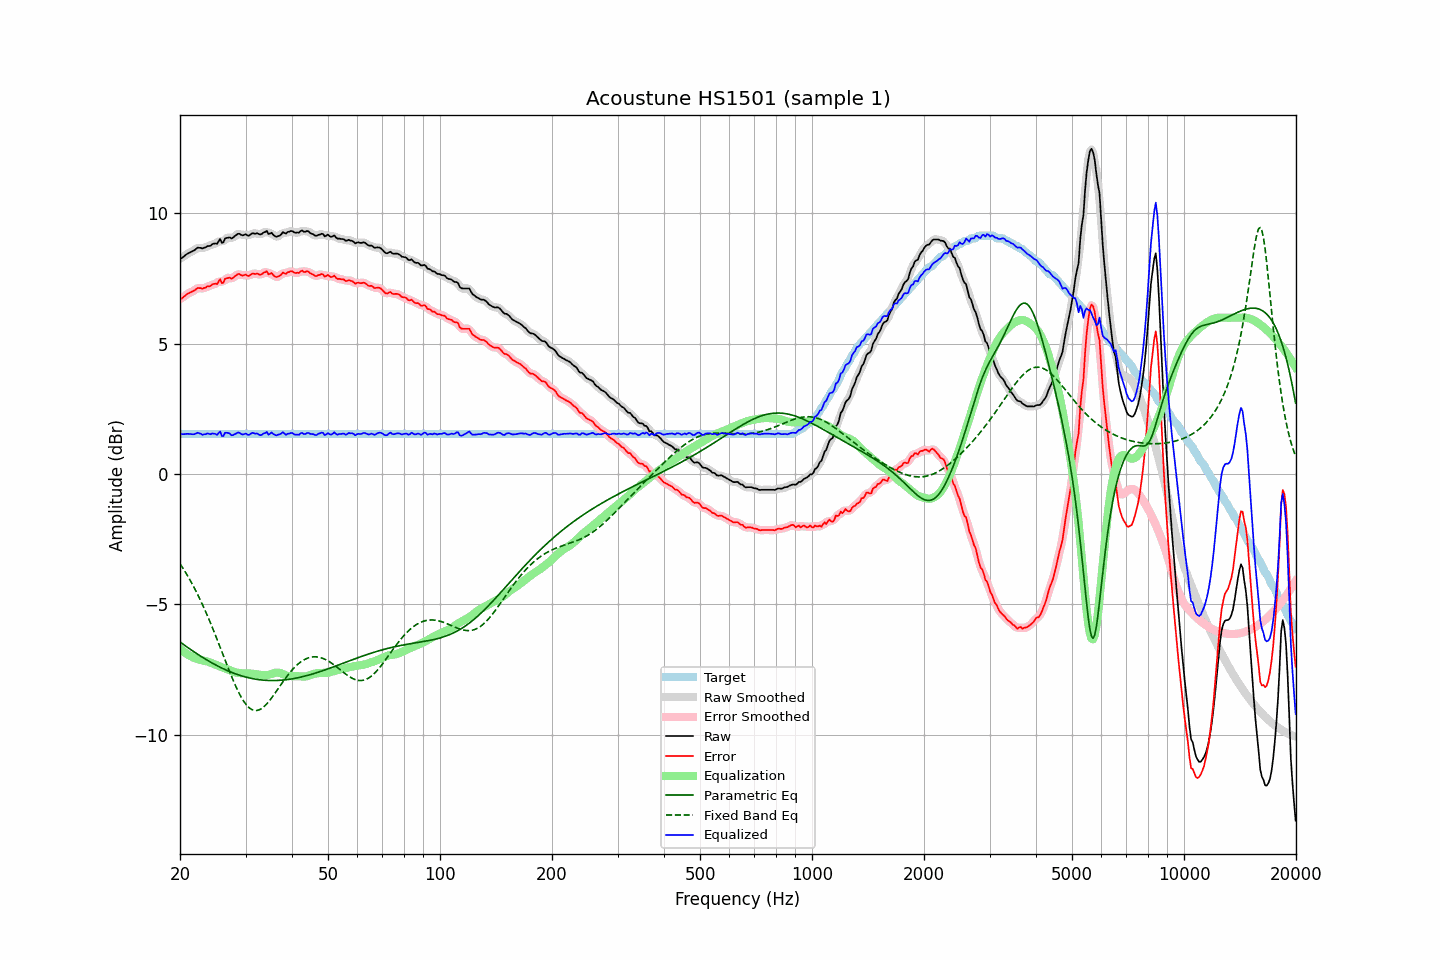 Acoustune HS1501 (sample 1)
Amplitude (dBr)
10
5
0
−5
−10
20
50
100
200
500
1000
2000
5000
10000
20000
Frequency (Hz)
Target
Raw Smoothed
Error Smoothed
Raw
Error
Equalization
Parametric Eq
Fixed Band Eq
Equalized